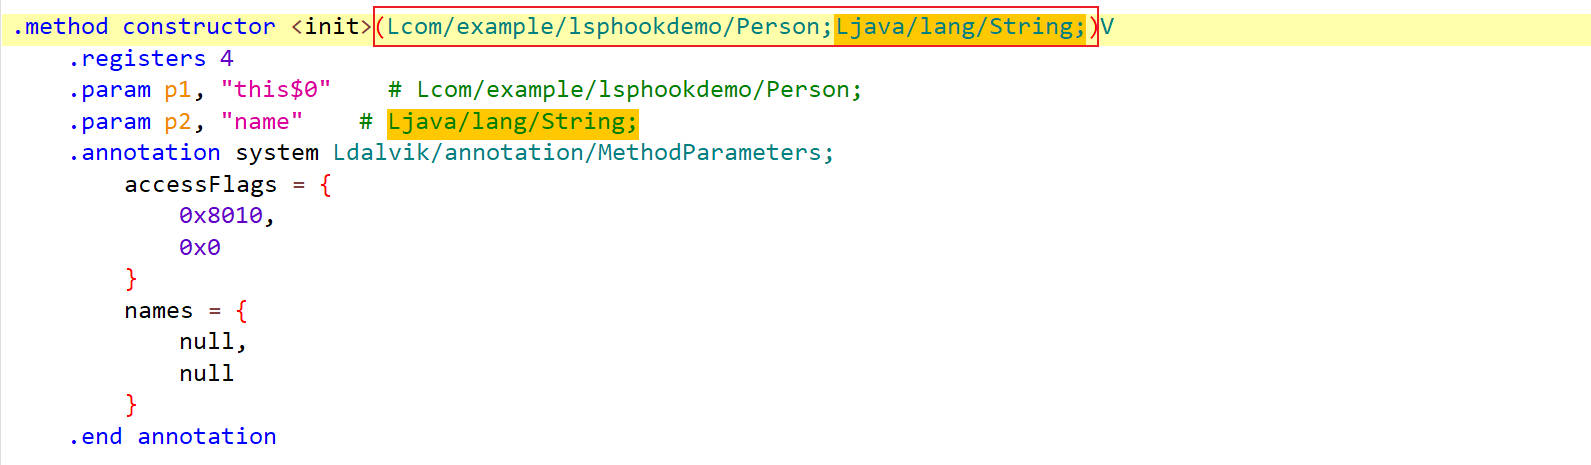 .method constructor <init>(Lcom/example/lsphookdemo/Person;Ljava/lang/String;)V
.registers 4
.param p1, "this$0"    # Lcom/example/lsphookdemo/Person;
.param p2, "name"    # Ljava/lang/String;
.annotation system Ldalvik/annotation/MethodParameters;
accessFlags = {
0x8010,
0x0
}
names = {
null,
null
}
.end annotation